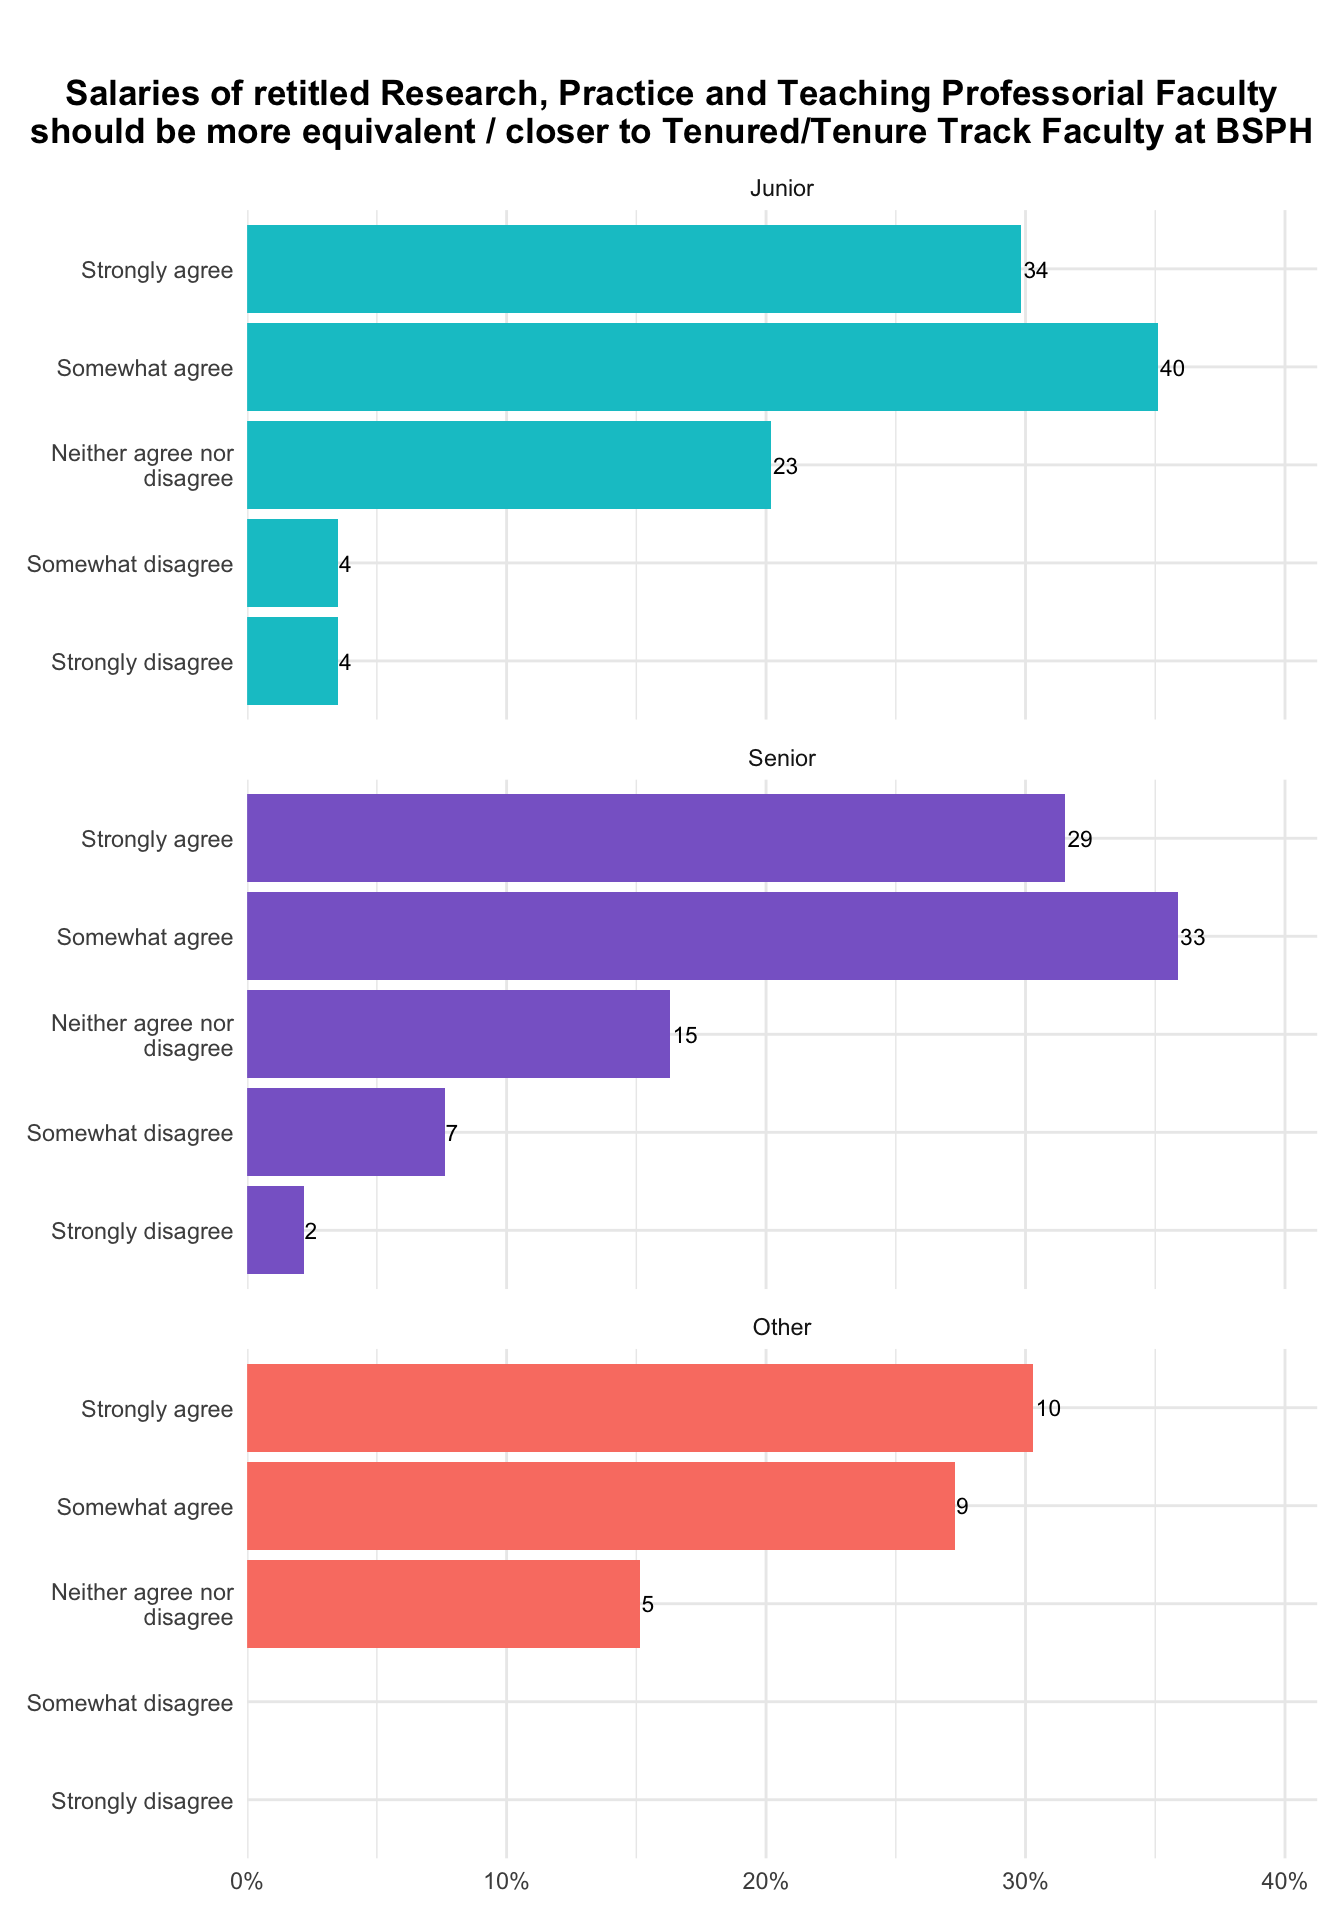 Salaries of retitled Research, Practice and Teaching Professorial Faculty
should be more equivalent / closer to Tenured/Tenure Track Faculty at BSPH
Junior
Strongly agree
34
Somewhat agree
40
Neither agree nor
disagree
23
Somewhat disagree
4
Strongly disagree
4
Senior
Strongly agree
29
Somewhat agree
33
Neither agree nor
disagree
15
Somewhat disagree
7
Strongly disagree
2
Other
Strongly agree
10
Somewhat agree
9
Neither agree nor
disagree
5
Somewhat disagree
Strongly disagree
0% 10% 20% 30% 40%